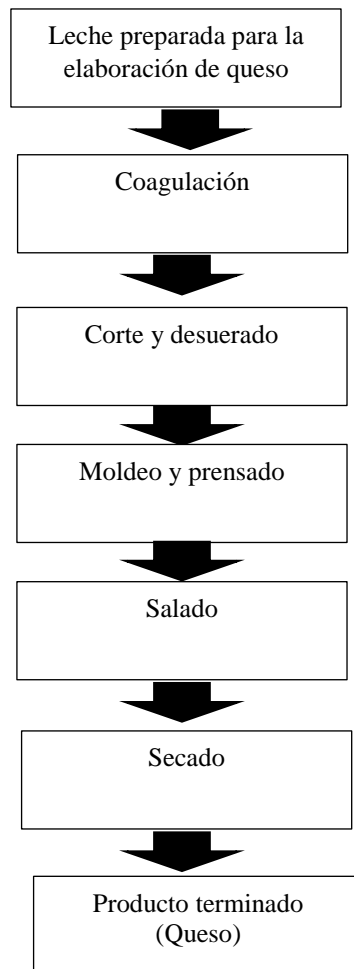 Leche preparada para la
elaboración de queso
Coagulación
Corte y desuerado
Moldeo y prensado
Salado
Secado
Producto terminado
(Queso)